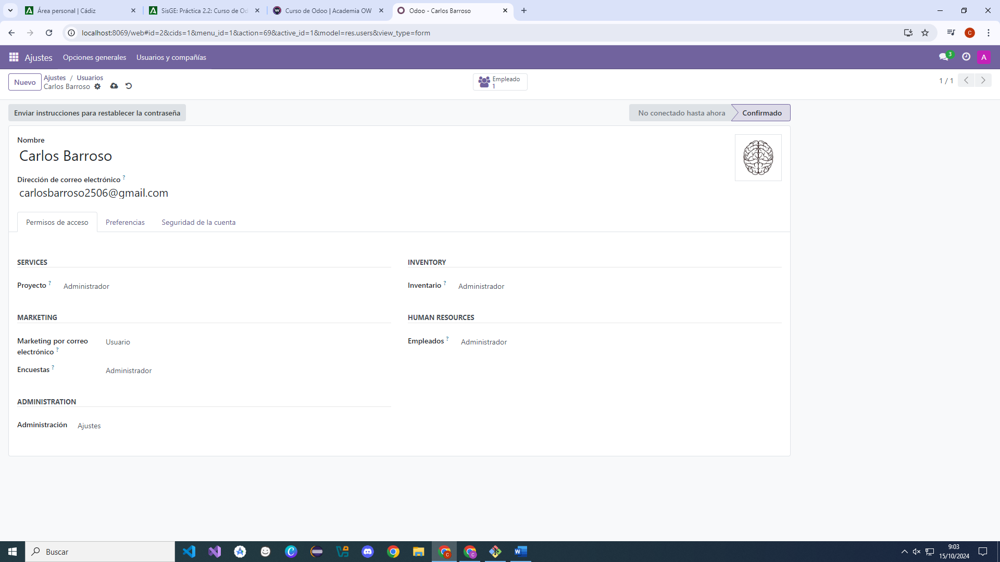 Área personal | Cádiz
SisGE: Práctica 2.2: Curso de Od
Curso de Odoo | Academia OW
Odoo - Carlos Barroso
localhost:8069/web#id=2&cids=1&menu_id=1&action=69&active_id=1&model=res.users&view_type=form
C
Ajustes
Opciones generales
Usuarios y compañías
3
A
Nuevo
Ajustes / Usuarios
Carlos Barroso
Empleado
1
1 / 1
Enviar instrucciones para restablecer la contraseña
No conectado hasta ahora
Confirmado
Nombre
Carlos Barroso
Dirección de correo electrónico ?
carlosbarroso2506@gmail.com
Permisos de acceso
Preferencias
Seguridad de la cuenta
SERVICES
Proyecto ? Administrador
INVENTORY
Inventario ? Administrador
MARKETING
Marketing por correo
electrónico ?
Usuario
Encuestas ? Administrador
HUMAN RESOURCES
Empleados ? Administrador
ADMINISTRATION
Administración Ajustes
Buscar
9:03
15/10/2024